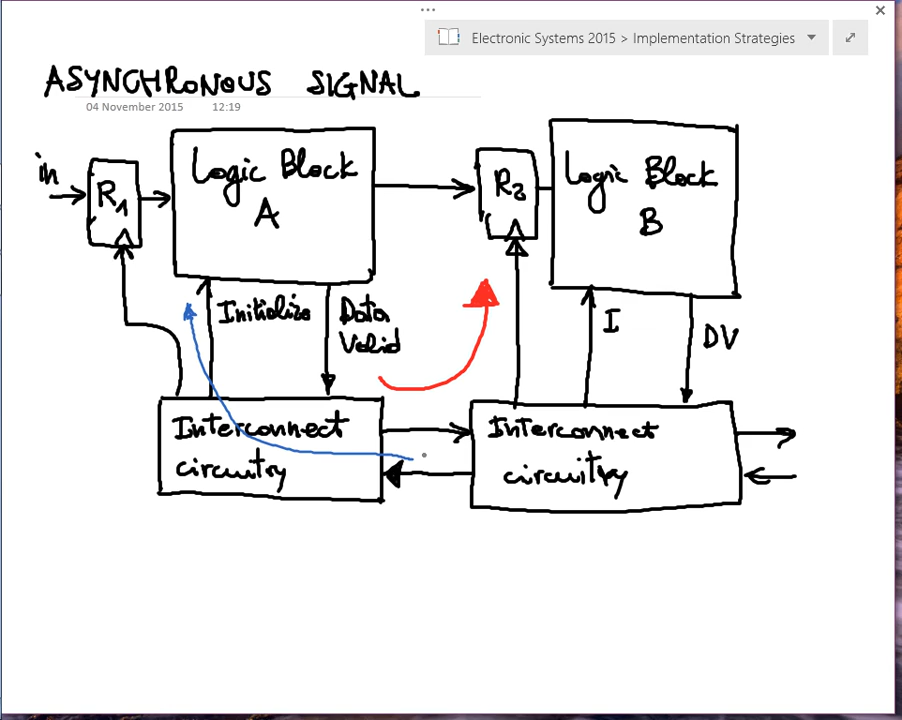 Electronic Systems 2015 > Implementation Strategies
ASYNCHRONOUS SIGNAL
04 November 2015 12:19
in
R1
Logic Block
A
R2
Logic Block
B
Initialize
Data
Valid
I
DV
Interconnect
circuitry
Interconnect
circuitry